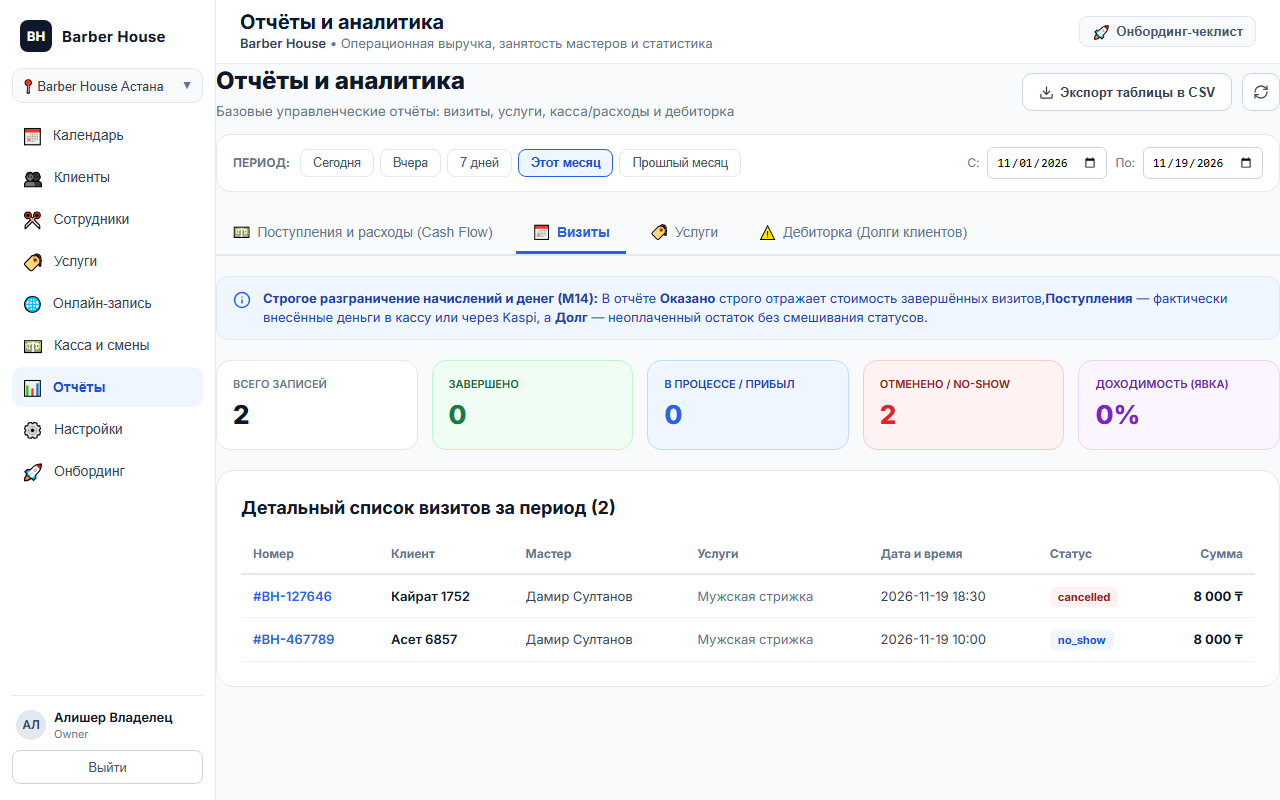 BH Barber House
Barber House Астана ▼
Календарь
Клиенты
Сотрудники
Услуги
Онлайн-запись
Касса и смены
Отчёты
Настройки
Онбординг
АЛ Алишер Владелец
Owner
Выйти
Отчёты и аналитика
Barber House • Операционная выручка, занятость мастеров и статистика
Онбординг-чеклист
Отчёты и аналитика
Базовые управленческие отчёты: визиты, услуги, касса/расходы и дебиторка
Экспорт таблицы в CSV
ПЕРИОД: Сегодня Вчера 7 дней Этот месяц Прошлый месяц С: 11/01/2026 По: 11/19/2026
Поступления и расходы (Cash Flow) Визиты Услуги Дебиторка (Долги клиентов)
Строгое разграничение начислений и денег (М14): В отчёте Оказано строго отражает стоимость завершённых визитов,Поступления — фактически
внесённые деньги в кассу или через Kaspi, а Долг — неоплаченный остаток без смешивания статусов.
ВСЕГО ЗАПИСЕЙ
2
ЗАВЕРШЕНО
0
В ПРОЦЕССЕ / ПРИБЫЛ
0
ОТМЕНЕНО / NO-SHOW
2
ДОХОДИМОСТЬ (ЯВКА)
0%
Детальный список визитов за период (2)
Номер Клиент Мастер Услуги Дата и время Статус Сумма
#BH-127646 Кайрат 1752 Дамир Султанов Мужская стрижка 2026-11-19 18:30 cancelled 8 000 ₸
#BH-467789 Асет 6857 Дамир Султанов Мужская стрижка 2026-11-19 10:00 no_show 8 000 ₸